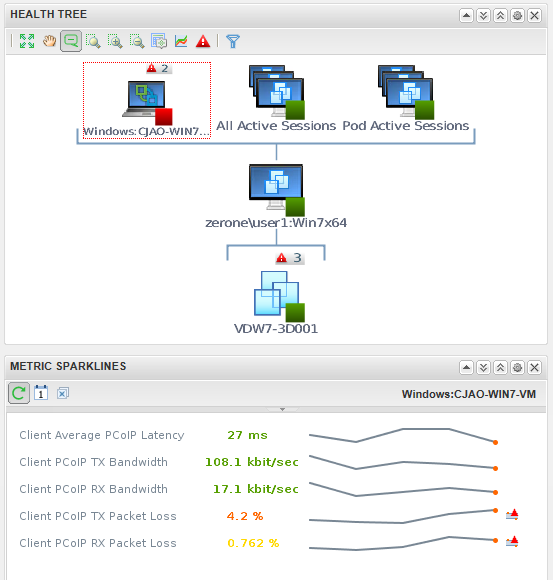 HEALTH TREE
2
Windows:CJAO-WIN7...
All Active Sessions
Pod Active Sessions
zerone\user1:Win7x64
3
VDW7-3D001
METRIC SPARKLINES
1
Windows:CJAO-WIN7-VM
Client Average PCoIP Latency 27 ms
Client PCoIP TX Bandwidth 108.1 kbit/sec
Client PCoIP RX Bandwidth 17.1 kbit/sec
Client PCoIP TX Packet Loss 4.2 %
Client PCoIP RX Packet Loss 0.762 %